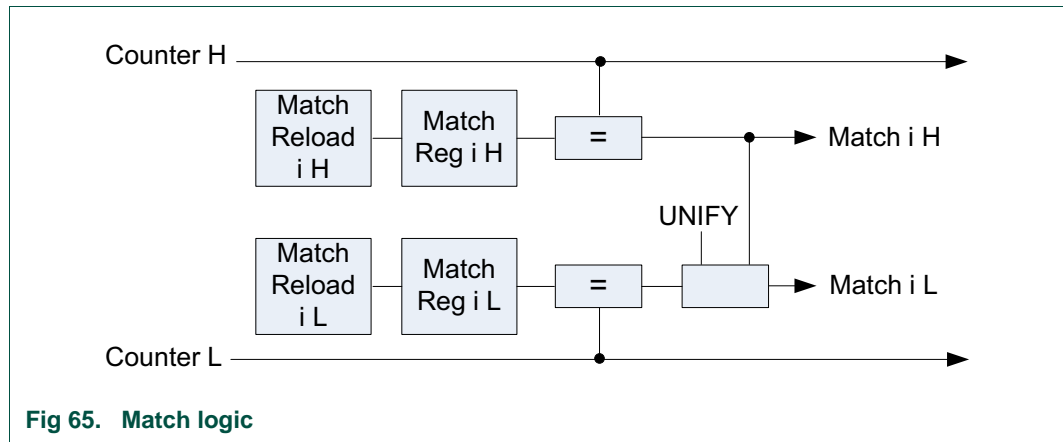 Counter H
Match
Reload
i H
Match
Reg i H
=
Match i H
UNIFY
Match
Reload
i L
Match
Reg i L
=
Match i L
Counter L
Fig 65. Match logic